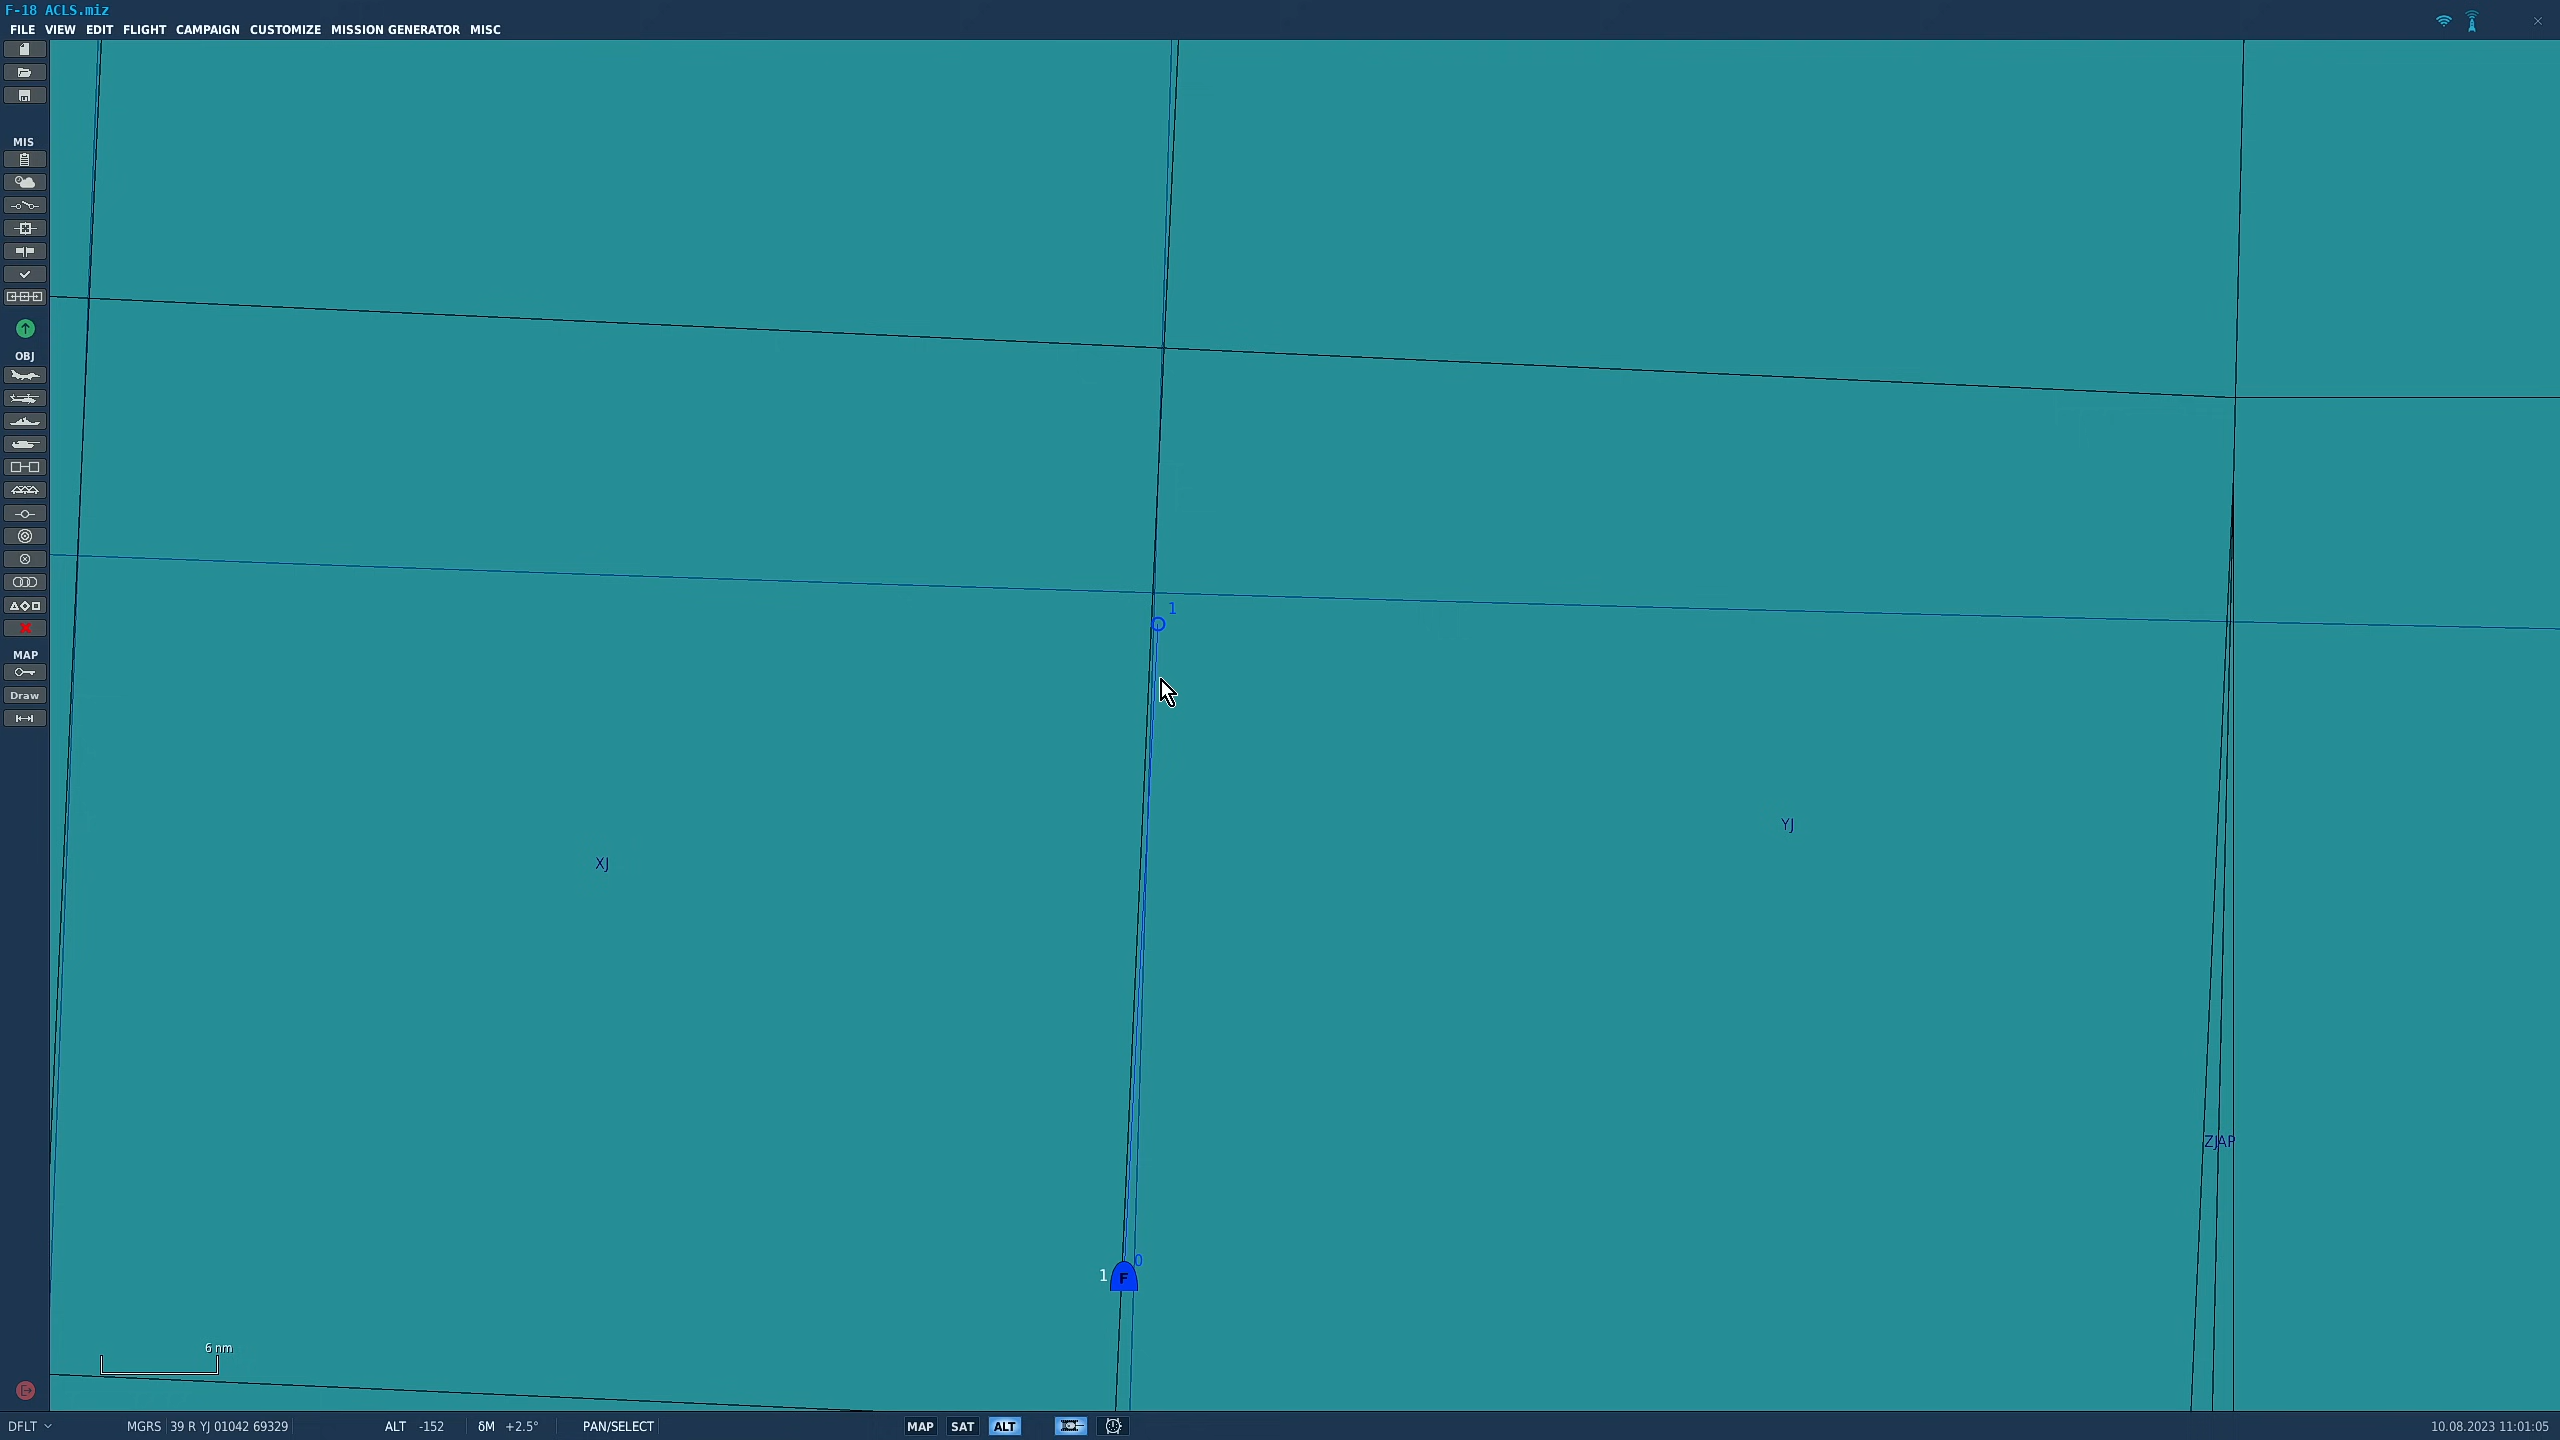 F-18 ACLS.miz
FILE VIEW EDIT FLIGHT CAMPAIGN CUSTOMIZE MISSION GENERATOR MISC
MIS
OBJ
MAP
Draw
1
XJ
YJ
ZJAP
0
1 F
6 nm
DFLT MGRS 39 R YJ 01042 69329 ALT -152 δM +2.5° PAN/SELECT MAP SAT ALT 10.08.2023 11:01:05